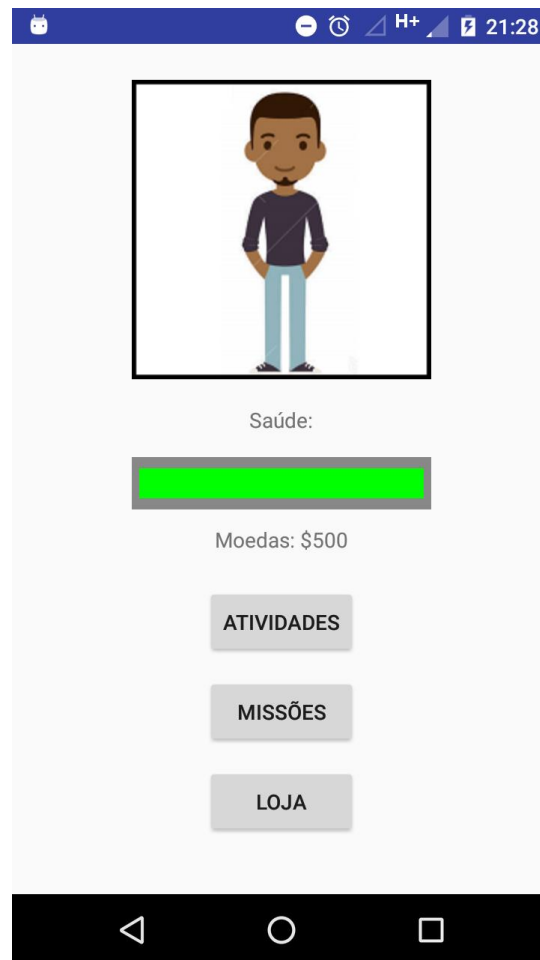 H+ 21:28
Saúde:
Moedas: $500
ATIVIDADES
MISSÕES
LOJA